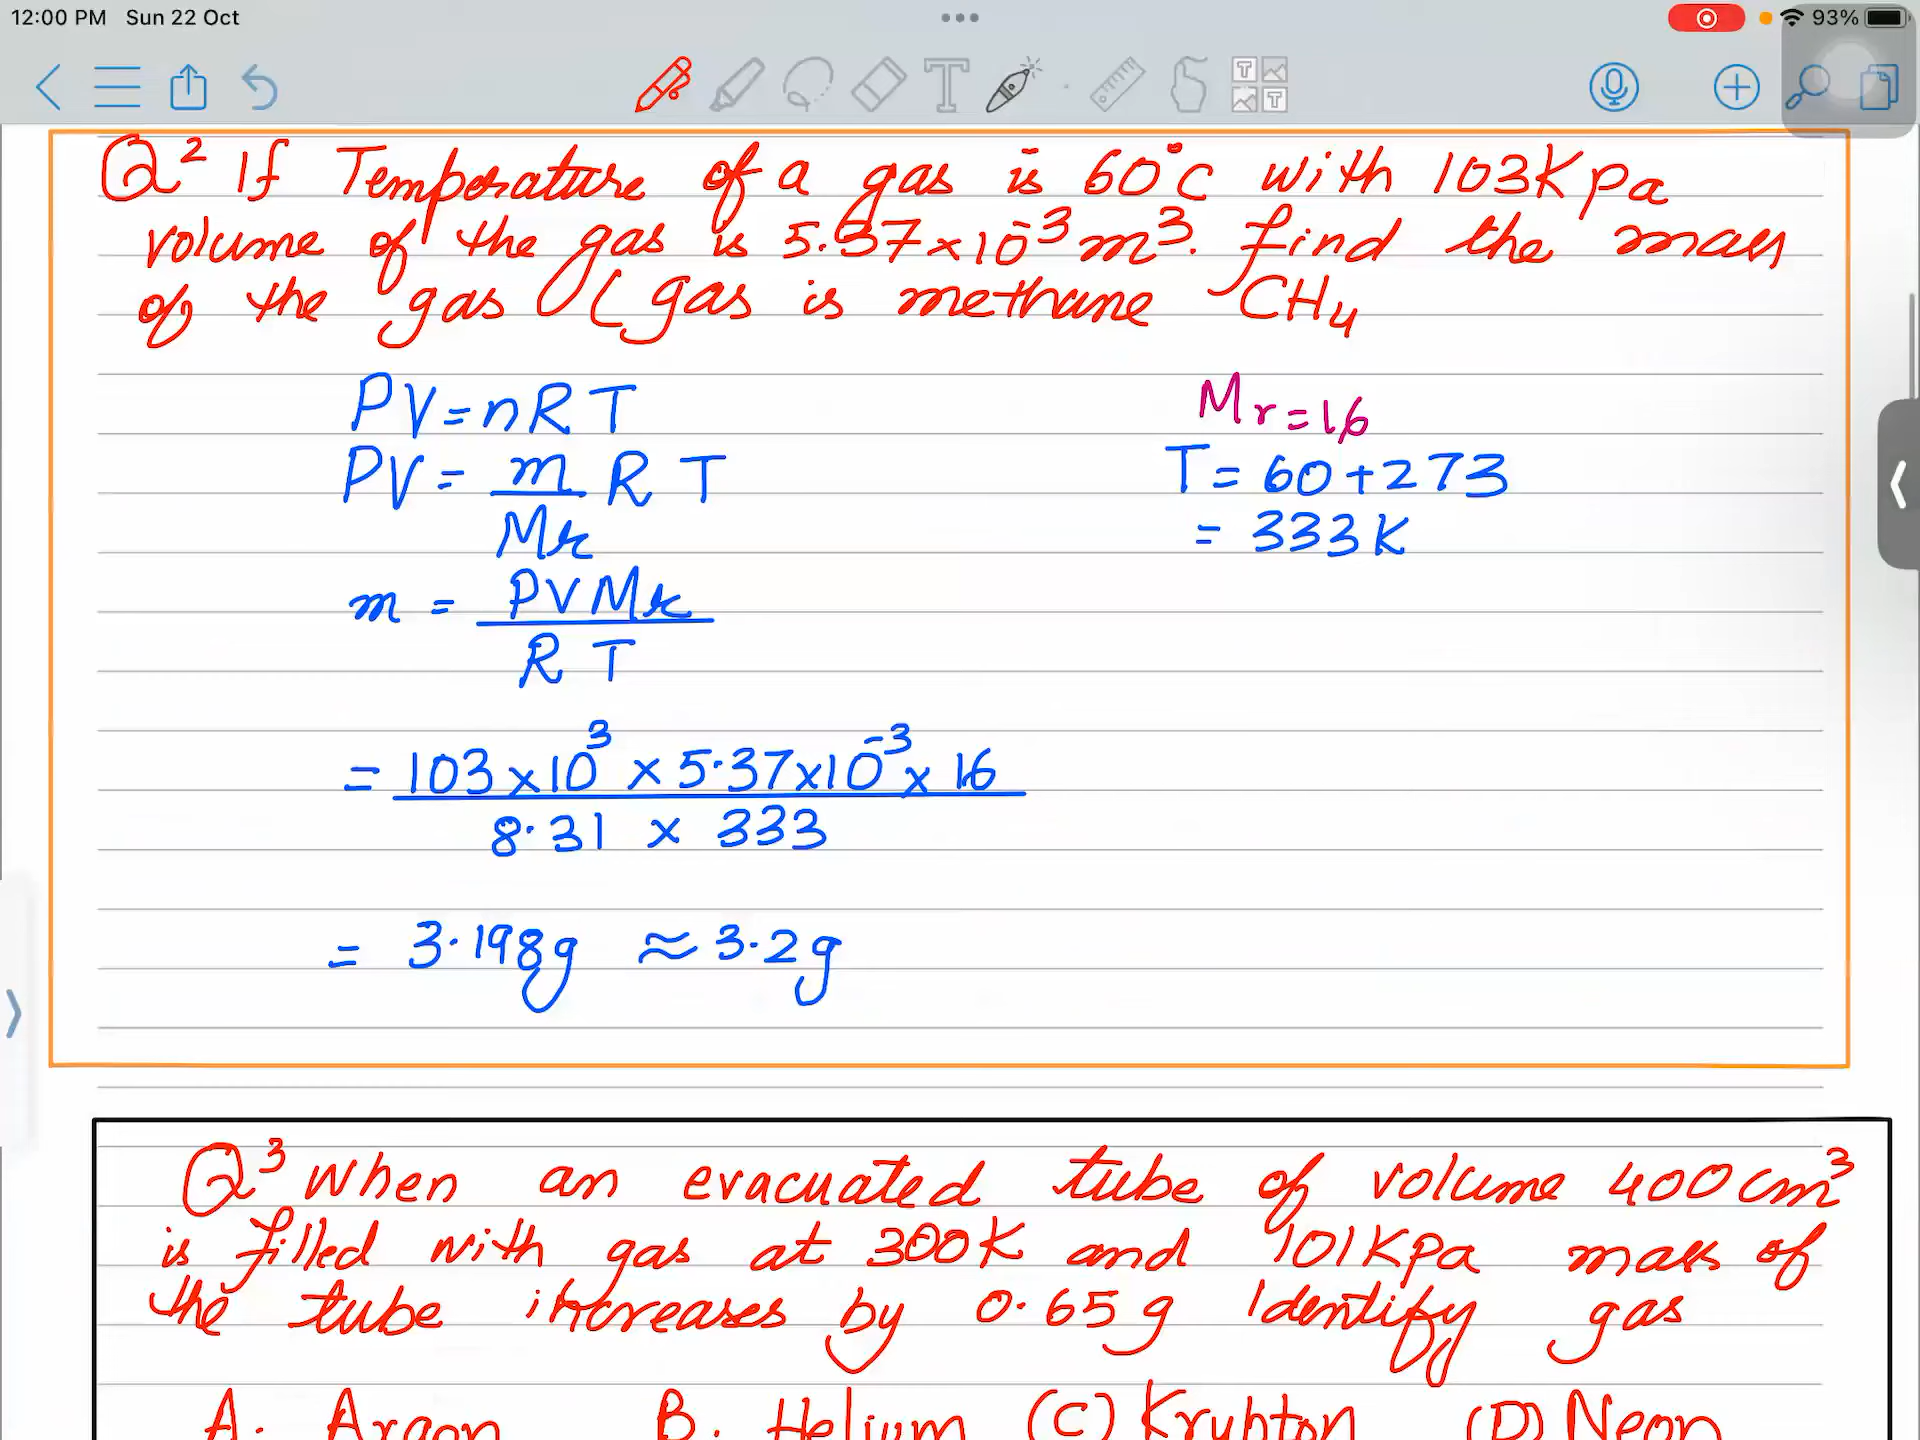 12:00 PM Sun 22 Oct
93%
Q2 If Temperature of a gas is 60°C with 103KPa
volume of the gas is 5.37×10⁻³m³. Find the mass
of the gas (gas is methane CH₄
PV=nRT
PV= m/Mr RT
m = PVMr/RT
= 103×10³ × 5.37×10⁻³ × 16 / 8.31 × 333
= 3.198g ≈ 3.2g
Mr=16
T= 60+273
= 333K
Q3 When an evacuated tube of volume 400cm³
is filled with gas at 300K and 101KPa mass of
the tube increases by 0.65g Identify gas
A. Argon B. Helium (C) Krypton (D) Neon